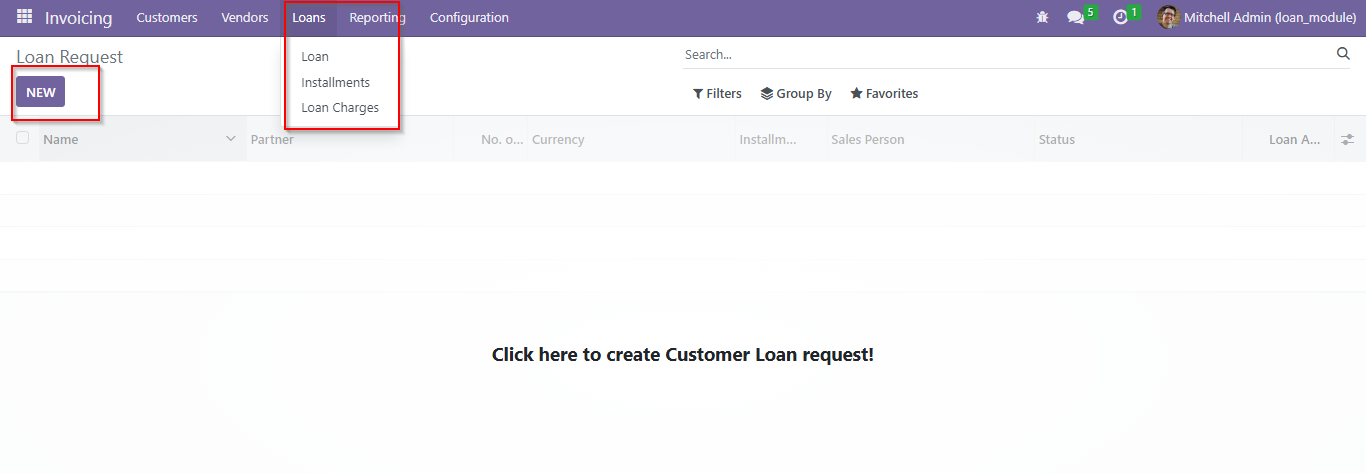 Invoicing Customers Vendors Loans Reporting Configuration 5 1 Mitchell Admin (loan_module)
Loan Request Search...
Loan
Installments
Loan Charges
NEW Filters Group By Favorites
Name Partner No. o... Currency Installm... Sales Person Status Loan A...
Click here to create Customer Loan request!